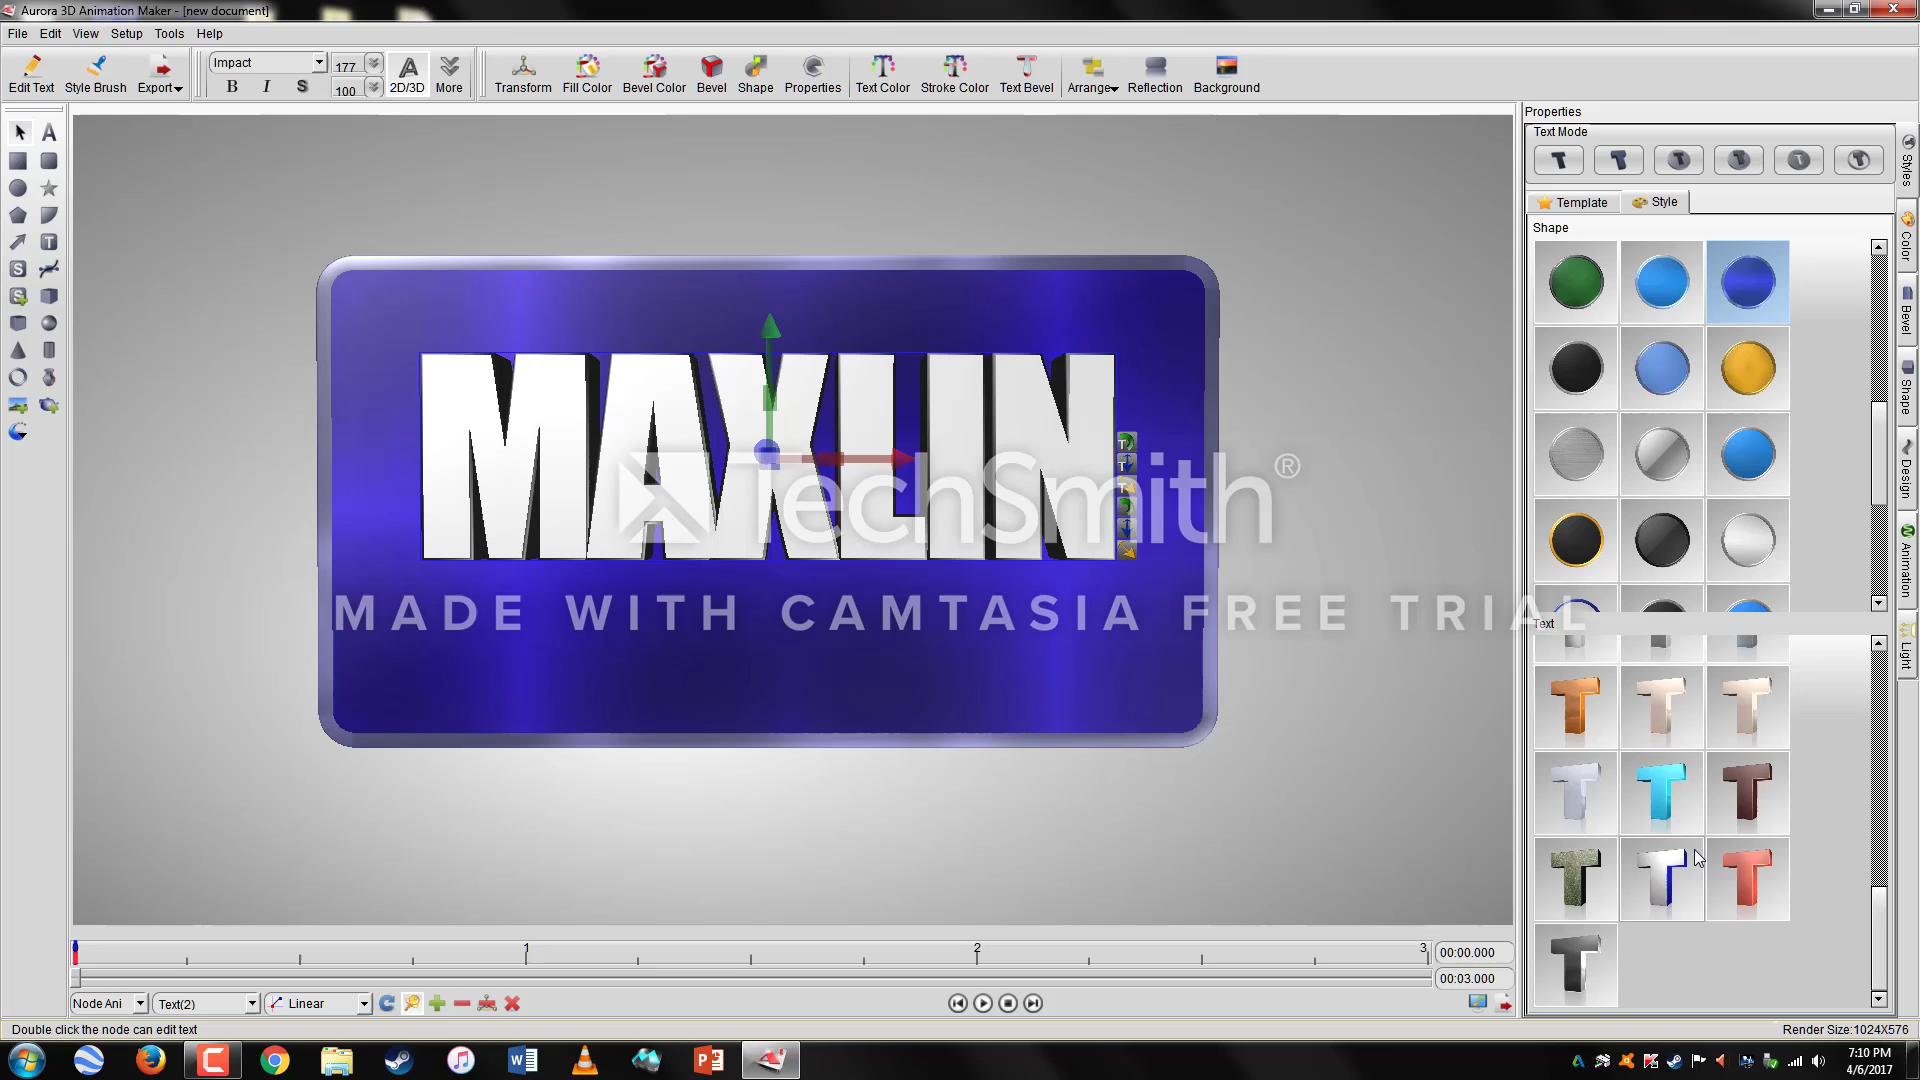 Aurora 3D Animation Maker - [new document]
File Edit View Setup Tools Help
Edit Text Style Brush Export
Impact 177
B I S 100
2D/3D More
Transform Fill Color Bevel Color Bevel Shape Properties Text Color Stroke Color Text Bevel Arrange Reflection Background
Properties
Text Mode
Template Style
Shape
Text
Styles
Color
Bevel
Shape
Design
Animation
Light
MAXLIN
TechSmith®
MADE WITH CAMTASIA FREE TRIAL
0 1 2 3
00:00.000
00:03.000
Node Ani Text(2) Linear
Double click the node can edit text
Render Size:1024X576
7:10 PM
4/6/2017